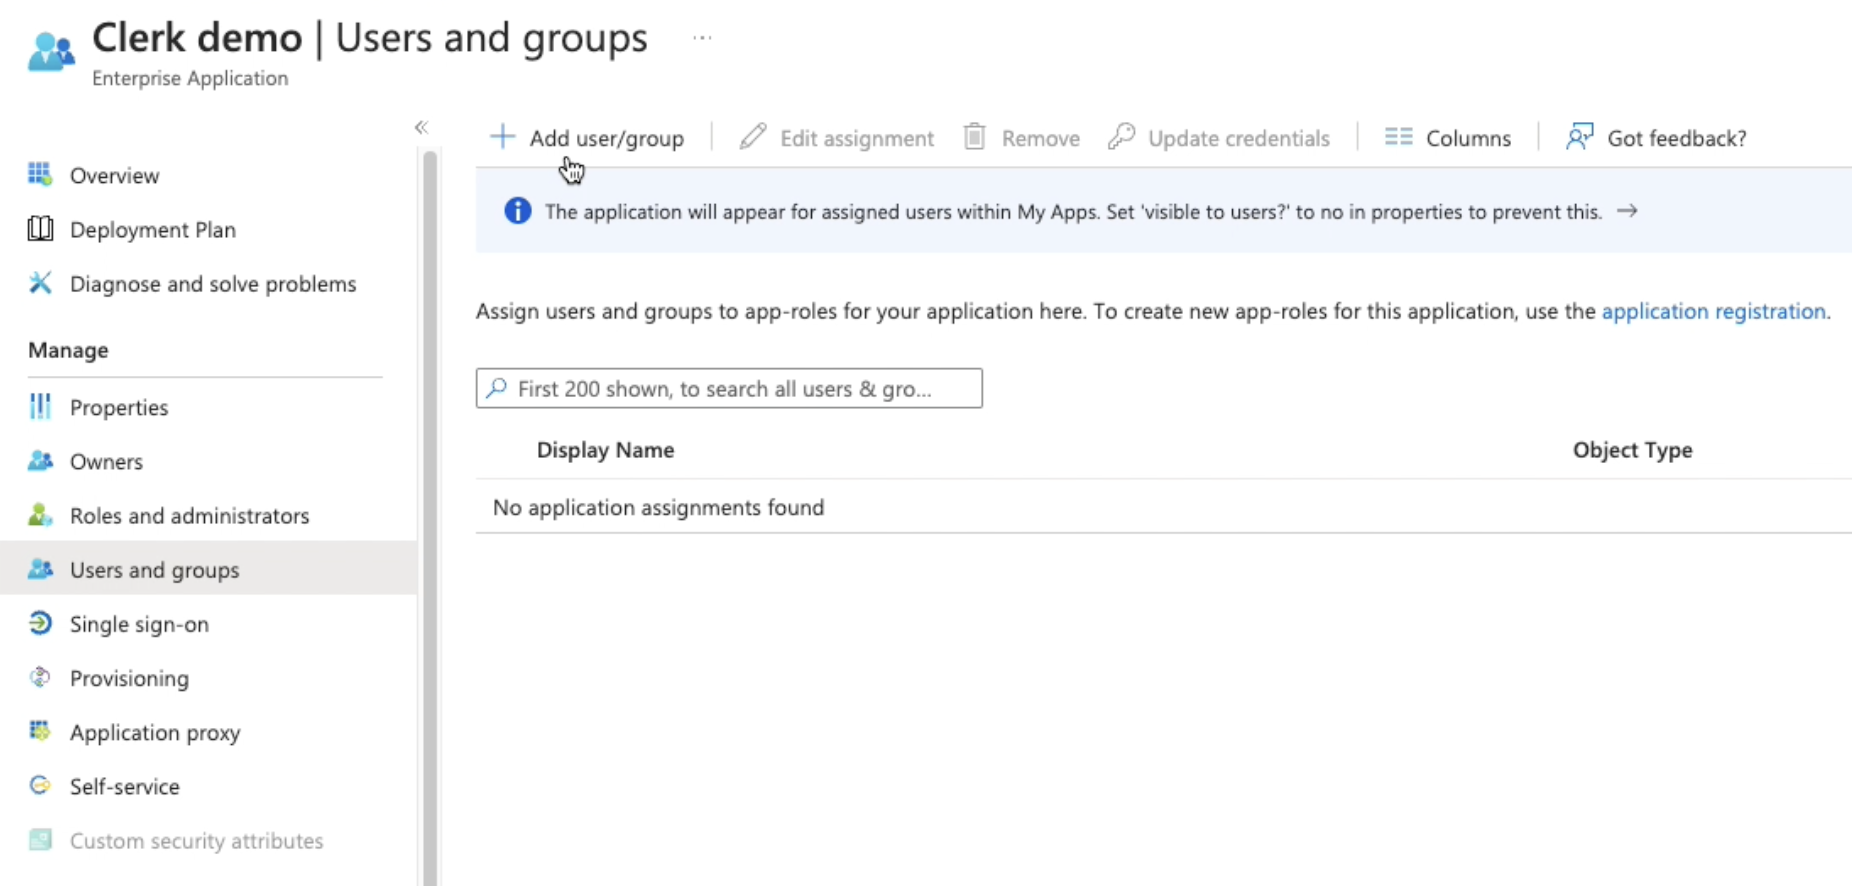 Clerk demo | Users and groups ...
Enterprise Application
«
Overview
Deployment Plan
Diagnose and solve problems
Manage
Properties
Owners
Roles and administrators
Users and groups
Single sign-on
Provisioning
Application proxy
Self-service
Custom security attributes
+ Add user/group | Edit assignment Remove Update credentials | Columns | Got feedback?
The application will appear for assigned users within My Apps. Set 'visible to users?' to no in properties to prevent this. →
Assign users and groups to app-roles for your application here. To create new app-roles for this application, use the application registration.
First 200 shown, to search all users & gro...
Display Name Object Type
No application assignments found